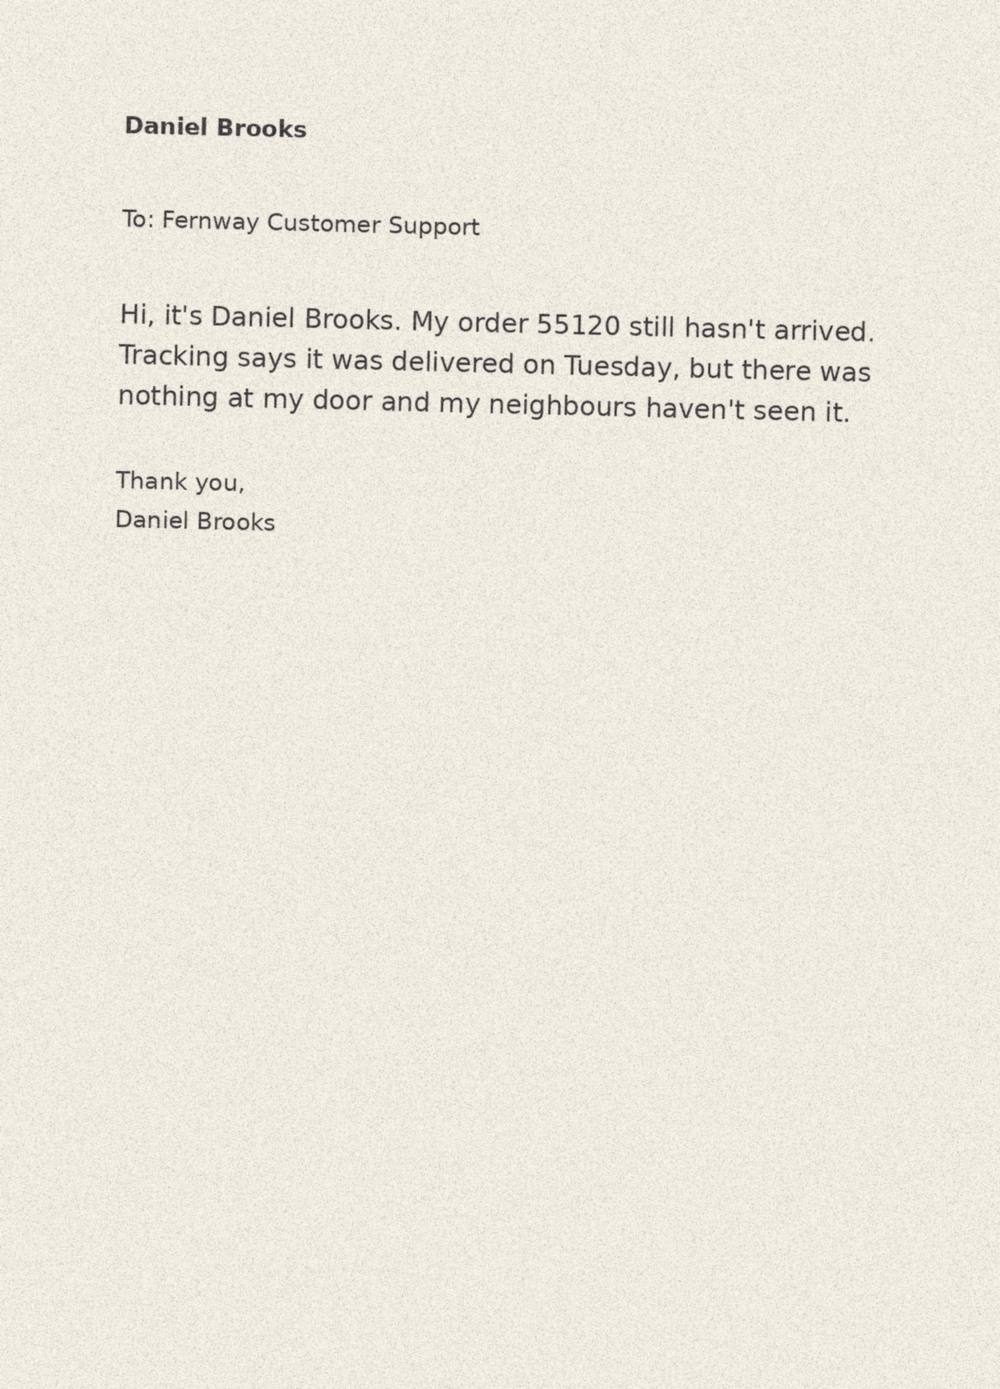 Daniel Brooks
To: Fernway Customer Support
Hi, it's Daniel Brooks. My order 55120 still hasn't arrived.
Tracking says it was delivered on Tuesday, but there was
nothing at my door and my neighbours haven't seen it.
Thank you,
Daniel Brooks